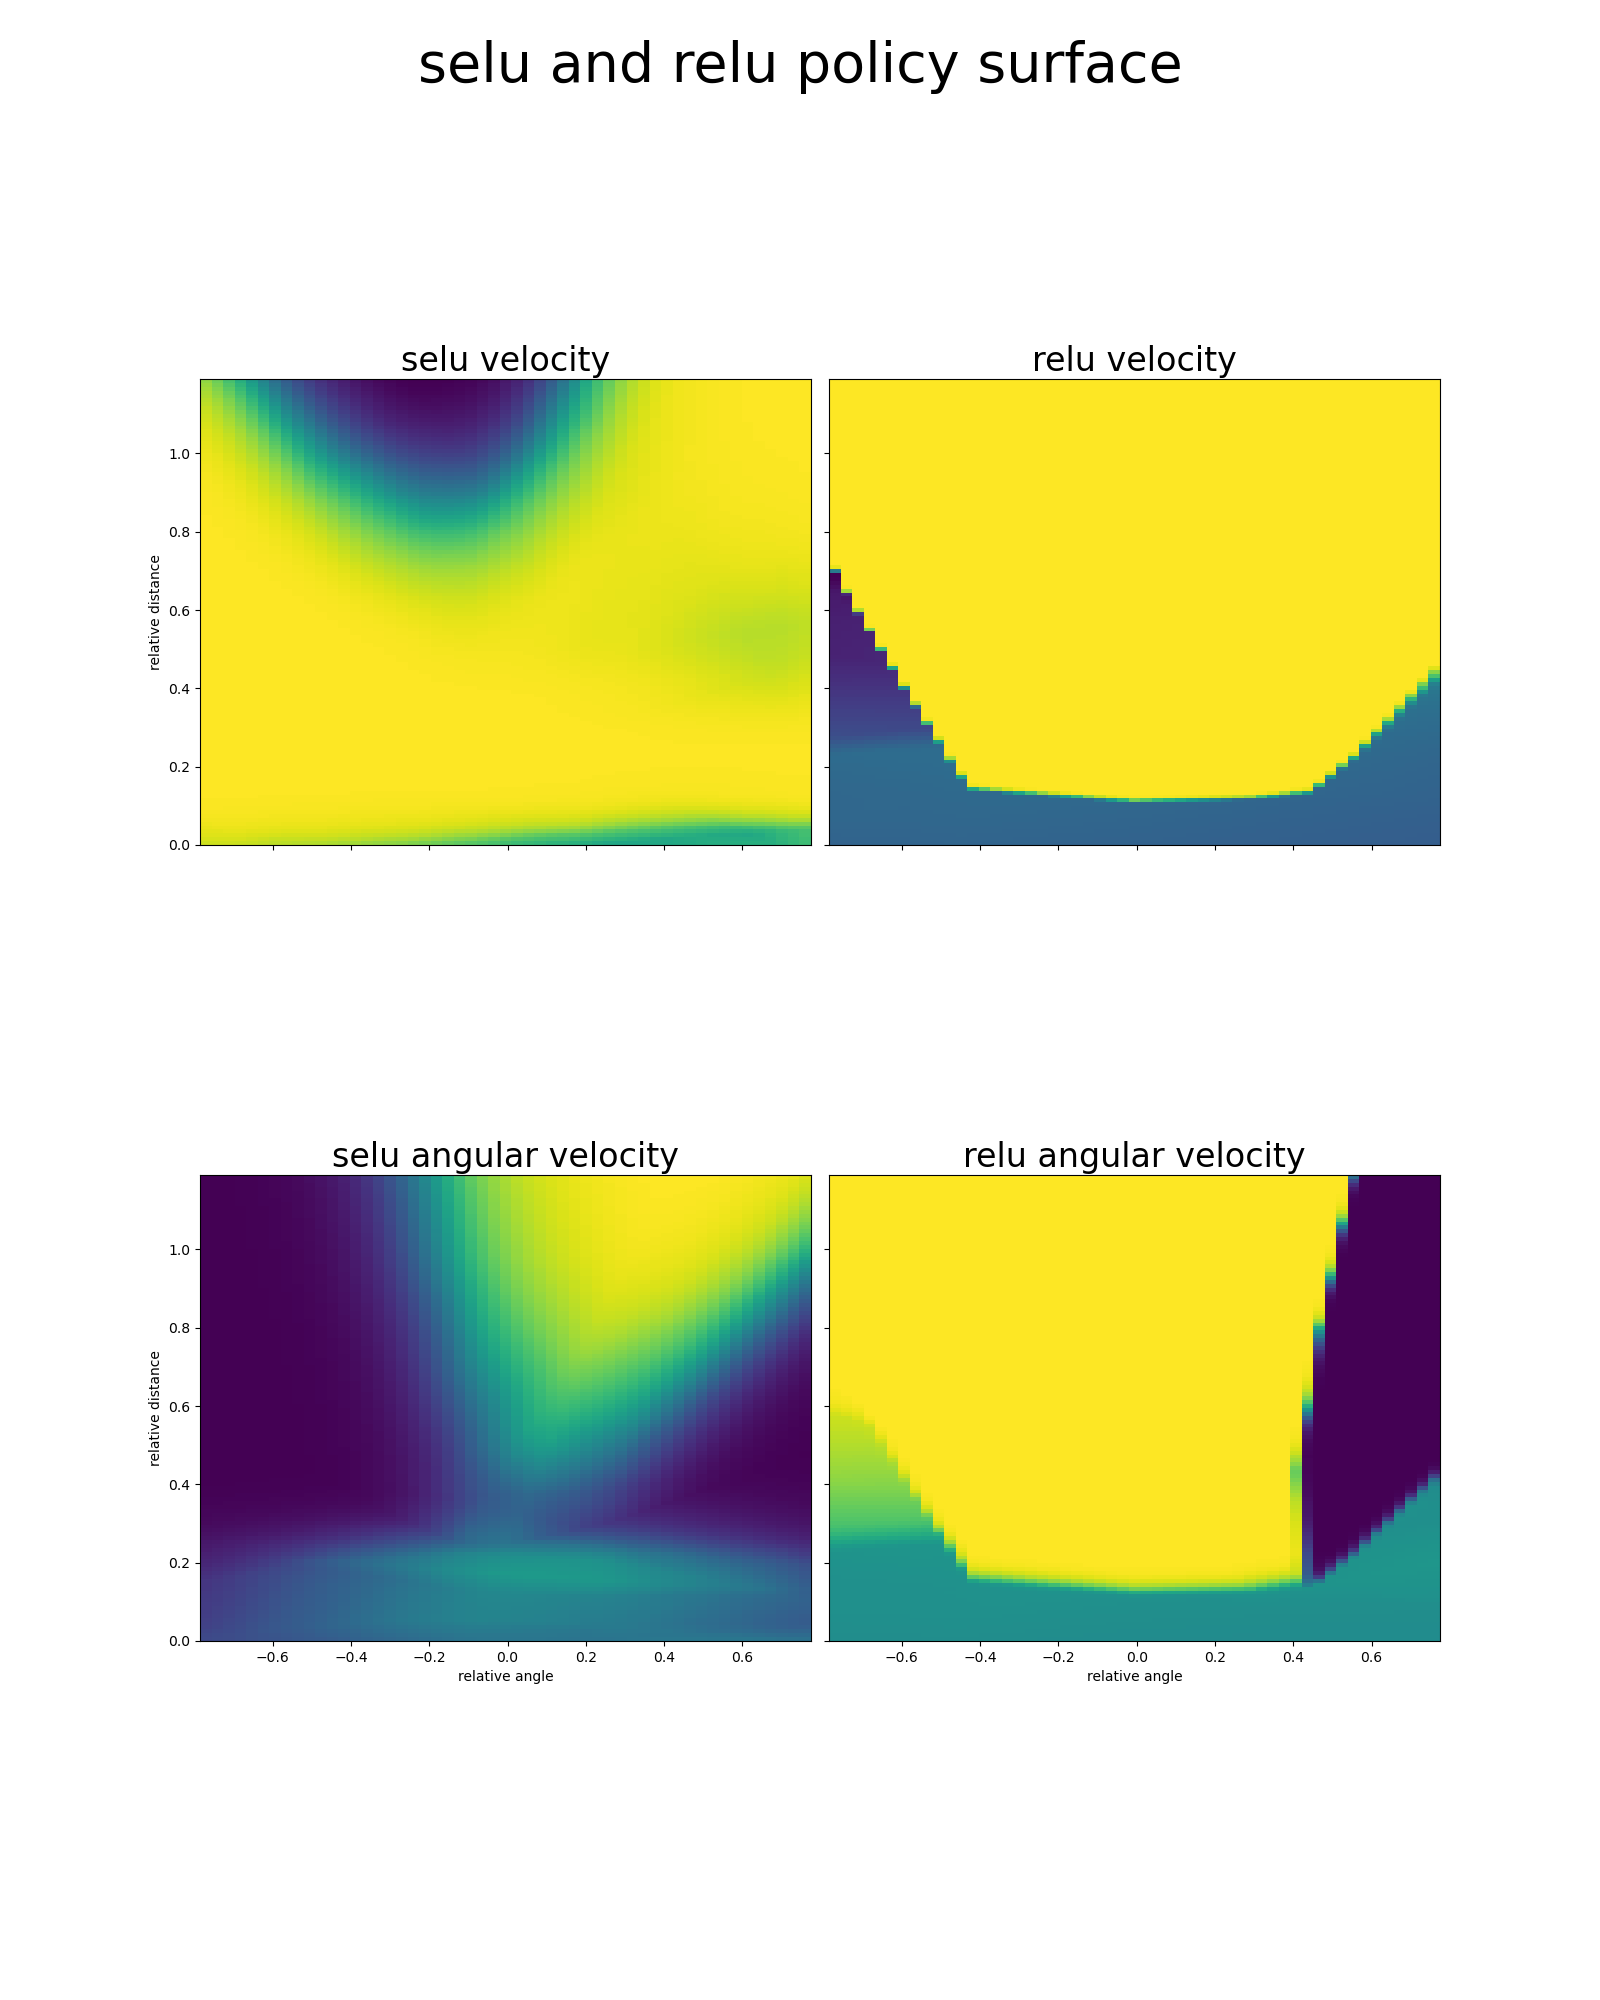 selu and relu policy surface
selu velocity
relu velocity
1.0
0.8
0.6
0.4
0.2
0.0
relative distance
selu angular velocity
relu angular velocity
1.0
0.8
0.6
0.4
0.2
0.0
relative distance
−0.6 −0.4 −0.2 0.0 0.2 0.4 0.6
relative angle
−0.6 −0.4 −0.2 0.0 0.2 0.4 0.6
relative angle